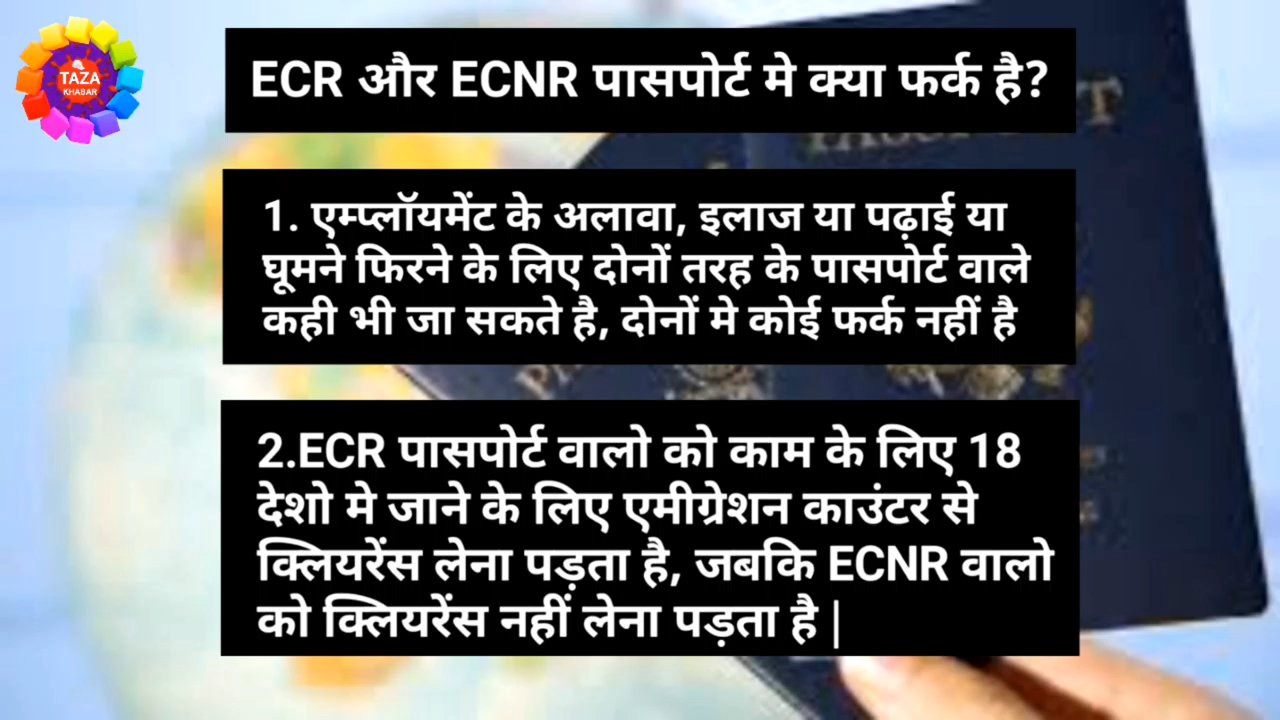 TAZA
KHABAR
ECR और ECNR पासपोर्ट मे क्या फर्क है?
1. एम्प्लॉयमेंट के अलावा, इलाज या पढ़ाई या
घूमने फिरने के लिए दोनों तरह के पासपोर्ट वाले
कही भी जा सकते है, दोनों मे कोई फर्क नहीं है
2.ECR पासपोर्ट वालो को काम के लिए 18
देशो मे जाने के लिए एमीग्रेशन काउंटर से
क्लियरेंस लेना पड़ता है, जबकि ECNR वालो
को क्लियरेंस नहीं लेना पड़ता है |